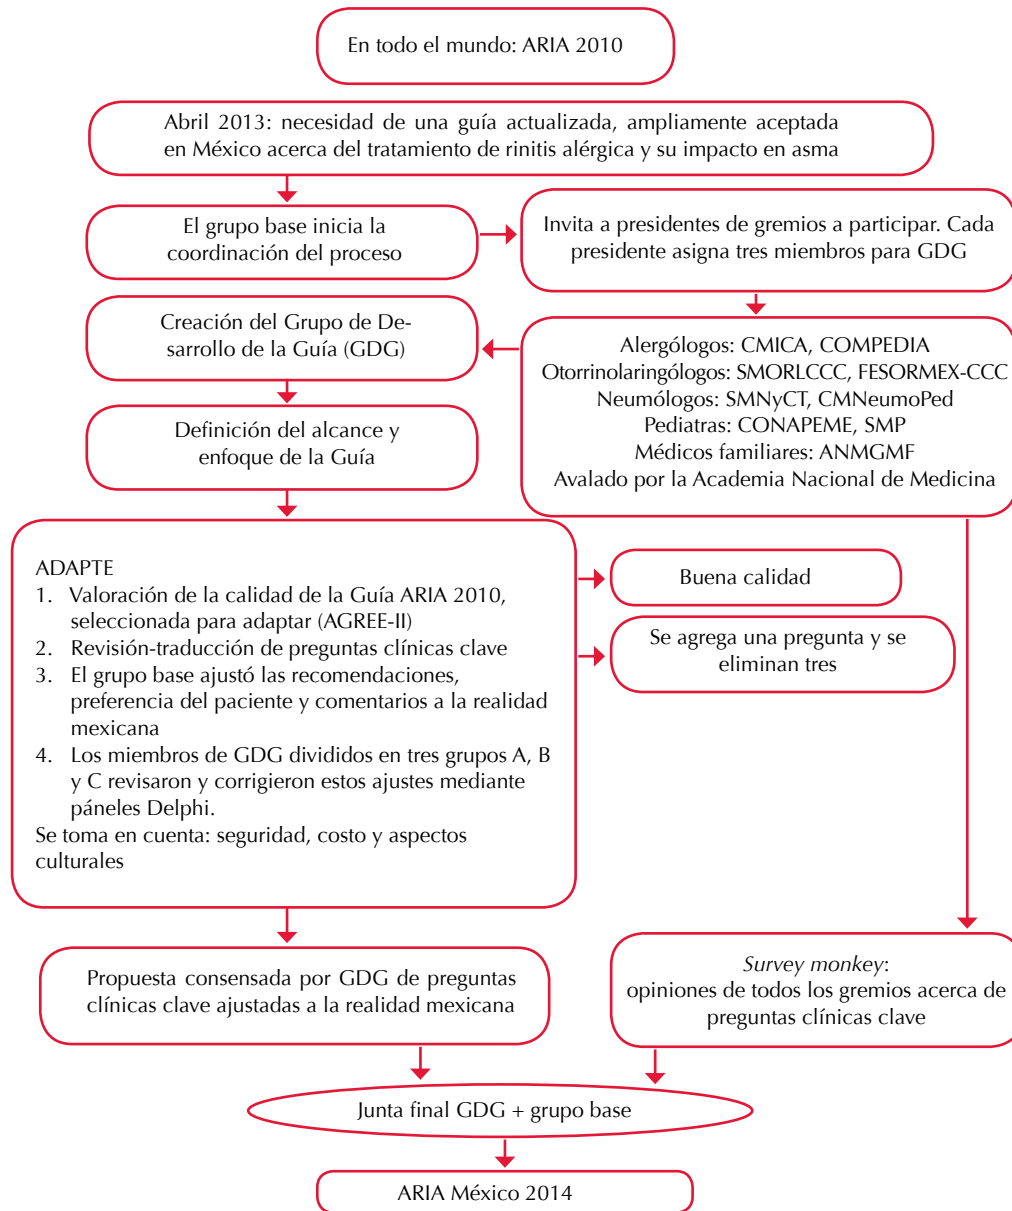 En todo el mundo: ARIA 2010
Abril 2013: necesidad de una guía actualizada, ampliamente aceptada
en México acerca del tratamiento de rinitis alérgica y su impacto en asma
El grupo base inicia la
coordinación del proceso
Invita a presidentes de gremios a participar. Cada
presidente asigna tres miembros para GDG
Creación del Grupo de De-
sarrollo de la Guía (GDG)
Alergólogos: CMICA, COMPEDIA
Otorrinolaringólogos: SMORLCCC, FESORMEX-CCC
Neumólogos: SMNyCT, CMNeumoPed
Pediatras: CONAPEME, SMP
Médicos familiares: ANMGMF
Avalado por la Academia Nacional de Medicina
Definición del alcance y
enfoque de la Guía
ADAPTE
1. Valoración de la calidad de la Guía ARIA 2010,
seleccionada para adaptar (AGREE-II)
2. Revisión-traducción de preguntas clínicas clave
3. El grupo base ajustó las recomendaciones,
preferencia del paciente y comentarios a la realidad
mexicana
4. Los miembros de GDG divididos en tres grupos A, B
y C revisaron y corrigieron estos ajustes mediante
páneles Delphi.
Se toma en cuenta: seguridad, costo y aspectos
culturales
Buena calidad
Se agrega una pregunta y se
eliminan tres
Propuesta consensada por GDG de preguntas
clínicas clave ajustadas a la realidad mexicana
Survey monkey:
opiniones de todos los gremios acerca de
preguntas clínicas clave
Junta final GDG + grupo base
ARIA México 2014